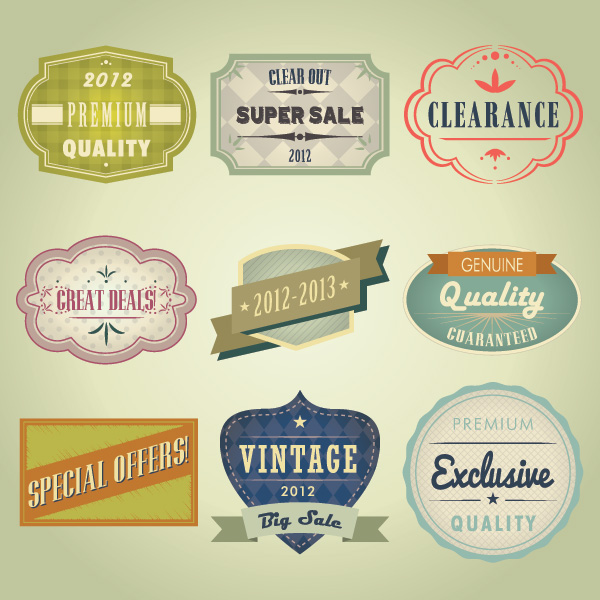 2012
PREMIUM
QUALITY
CLEAR OUT
SUPER SALE
2012
CLEARANCE
GREAT DEALS!
2012-2013
GENUINE
Quality
GUARANTEED
SPECIAL OFFERS!
VINTAGE
2012
Big Sale
PREMIUM
Exclusive
QUALITY